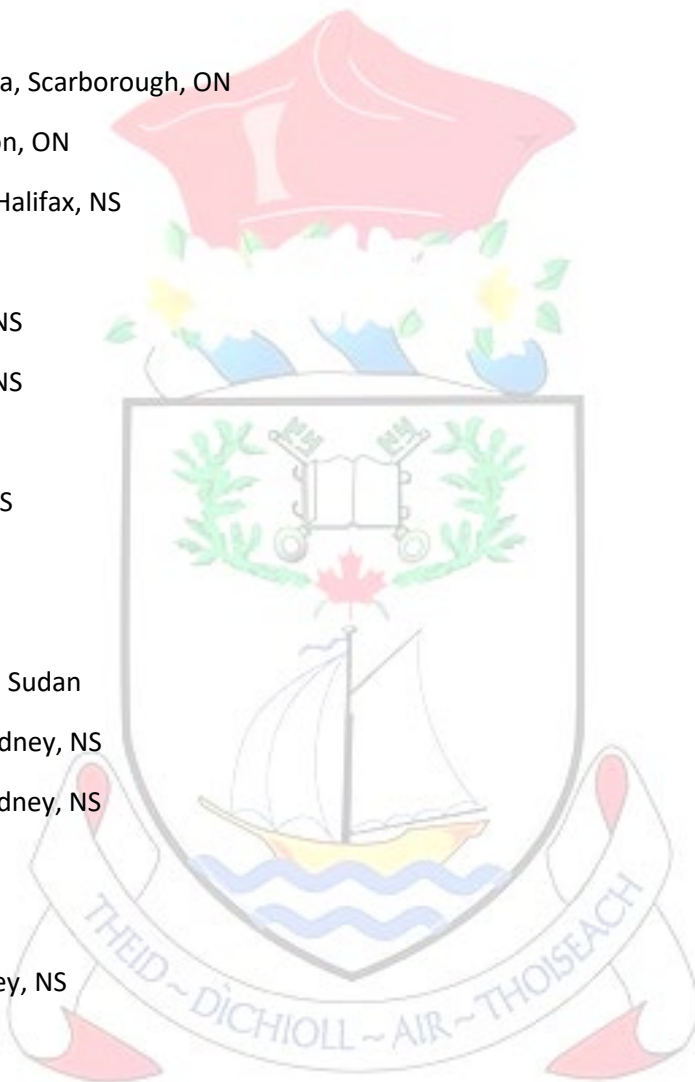 a, Scarborough, ON
on, ON
Halifax, NS
NS
NS
S
Sudan
dney, NS
dney, NS
ey, NS
THEID ~ DÌCHIOLL ~ AIR ~ THOISEACH